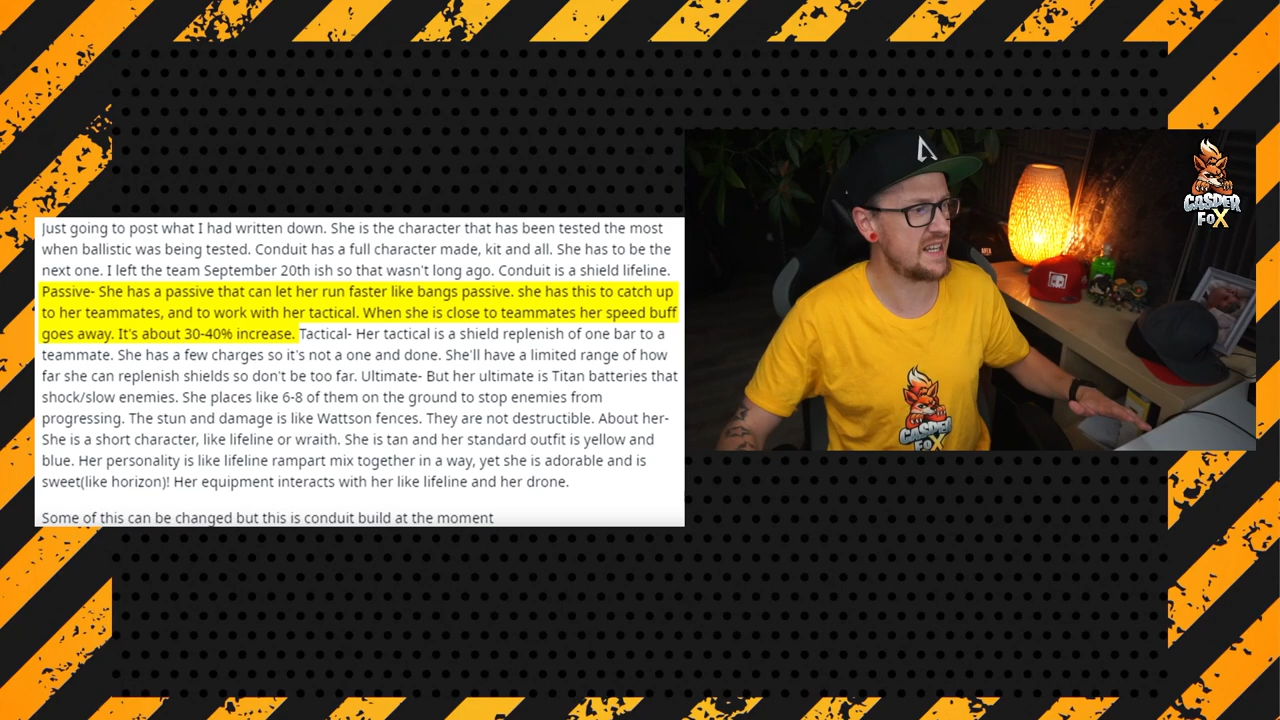 Just going to post what I had written down. She is the character that has been tested the most
when ballistic was being tested. Conduit has a full character made, kit and all. She has to be the
next one. I left the team September 20th ish so that wasn't long ago. Conduit is a shield lifeline.
Passive- She has a passive that can let her run faster like bangs passive. she has this to catch up
to her teammates, and to work with her tactical. When she is close to teammates her speed buff
goes away. It's about 30-40% increase. Tactical- Her tactical is a shield replenish of one bar to a
teammate. She has a few charges so it's not a one and done. She'll have a limited range of how
far she can replenish shields so don't be too far. Ultimate- But her ultimate is Titan batteries that
shock/slow enemies. She places like 6-8 of them on the ground to stop enemies from
progressing. The stun and damage is like Wattson fences. They are not destructible. About her-
She is a short character, like lifeline or wraith. She is tan and her standard outfit is yellow and
blue. Her personality is like lifeline rampart mix together in a way, yet she is adorable and is
sweet(like horizon)! Her equipment interacts with her like lifeline and her drone.
Some of this can be changed but this is conduit build at the moment
CASPER
FOX
CASPER
FOX